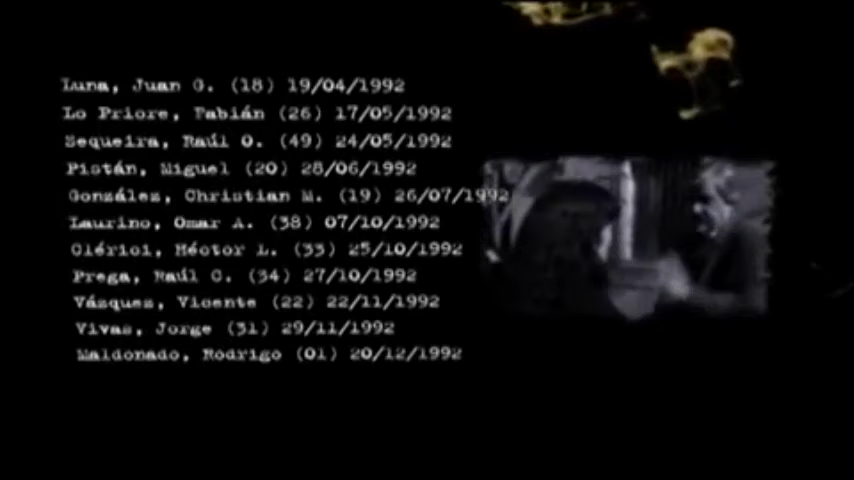 Luna, Juan G. (18) 19/04/1992
Lo Priore, Fabián (26) 17/05/1992
Sequeira, Raúl O. (49) 24/05/1992
Pistán, Miguel (20) 28/06/1992
González, Christian M. (19) 26/07/1992
Laurino, Omar A. (38) 07/10/1992
Clérici, Héctor L. (33) 25/10/1992
Prega, Raúl C. (34) 27/10/1992
Vázquez, Vicente (22) 22/11/1992
Vivas, Jorge (31) 29/11/1992
Maldonado, Rodrigo (01) 20/12/1992